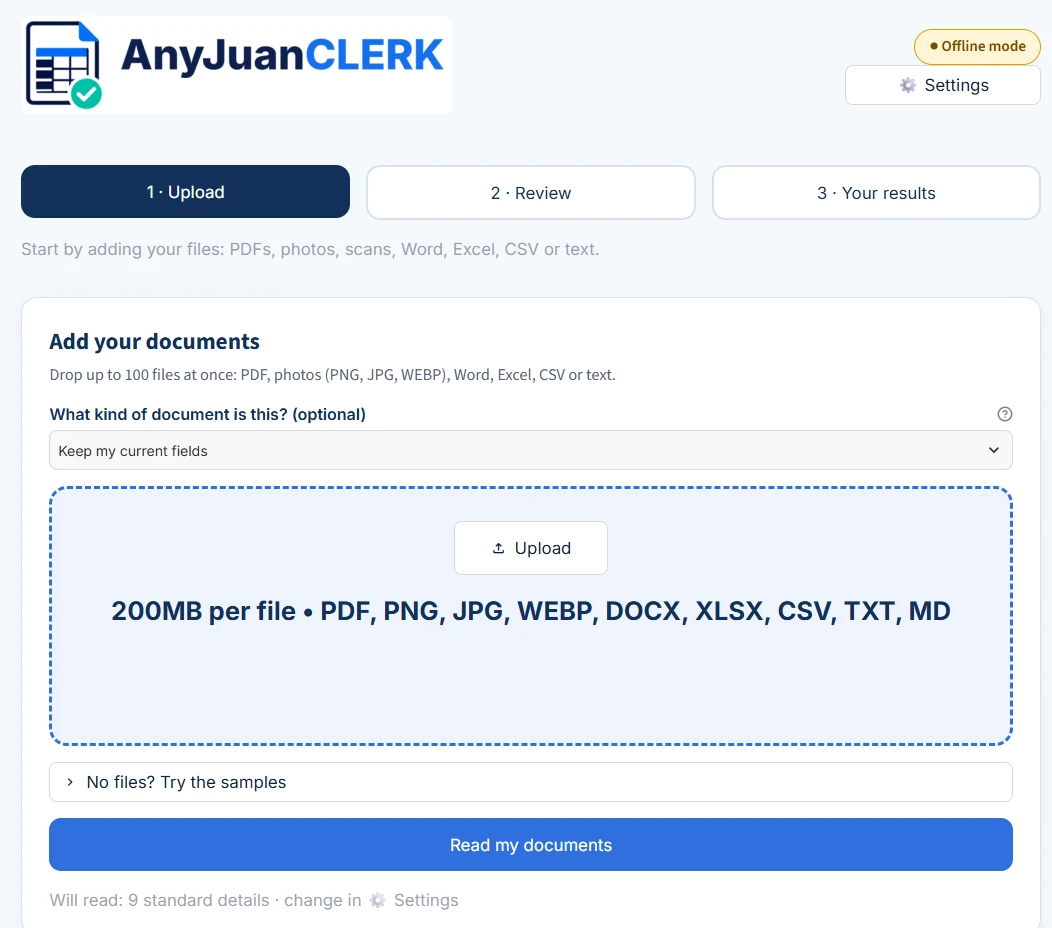 AnyJuanCLERK
Offline mode
Settings
1 · Upload
2 · Review
3 · Your results
Start by adding your files: PDFs, photos, scans, Word, Excel, CSV or text.
Add your documents
Drop up to 100 files at once: PDF, photos (PNG, JPG, WEBP), Word, Excel, CSV or text.
What kind of document is this? (optional)
Keep my current fields
Upload
200MB per file • PDF, PNG, JPG, WEBP, DOCX, XLSX, CSV, TXT, MD
No files? Try the samples
Read my documents
Will read: 9 standard details · change in ⚙️ Settings